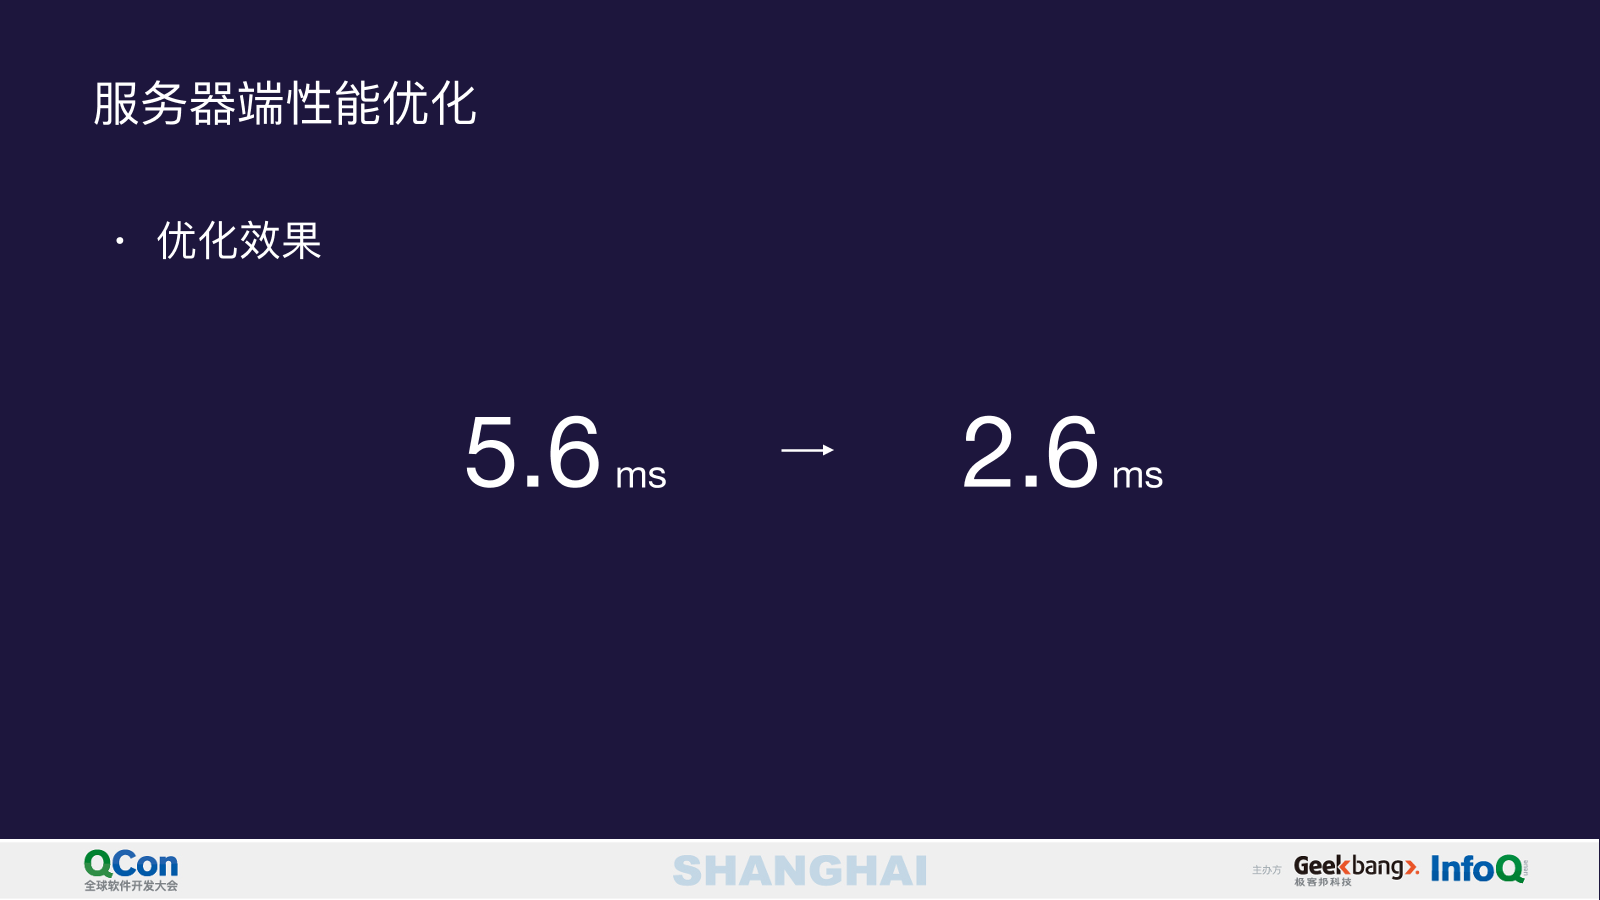 服务器端性能优化
• 优化效果
5.6 ms → 2.6 ms
QCon
全球软件开发大会
SHANGHAI
主办方
Geekbang>.
极客邦科技
InfoQ